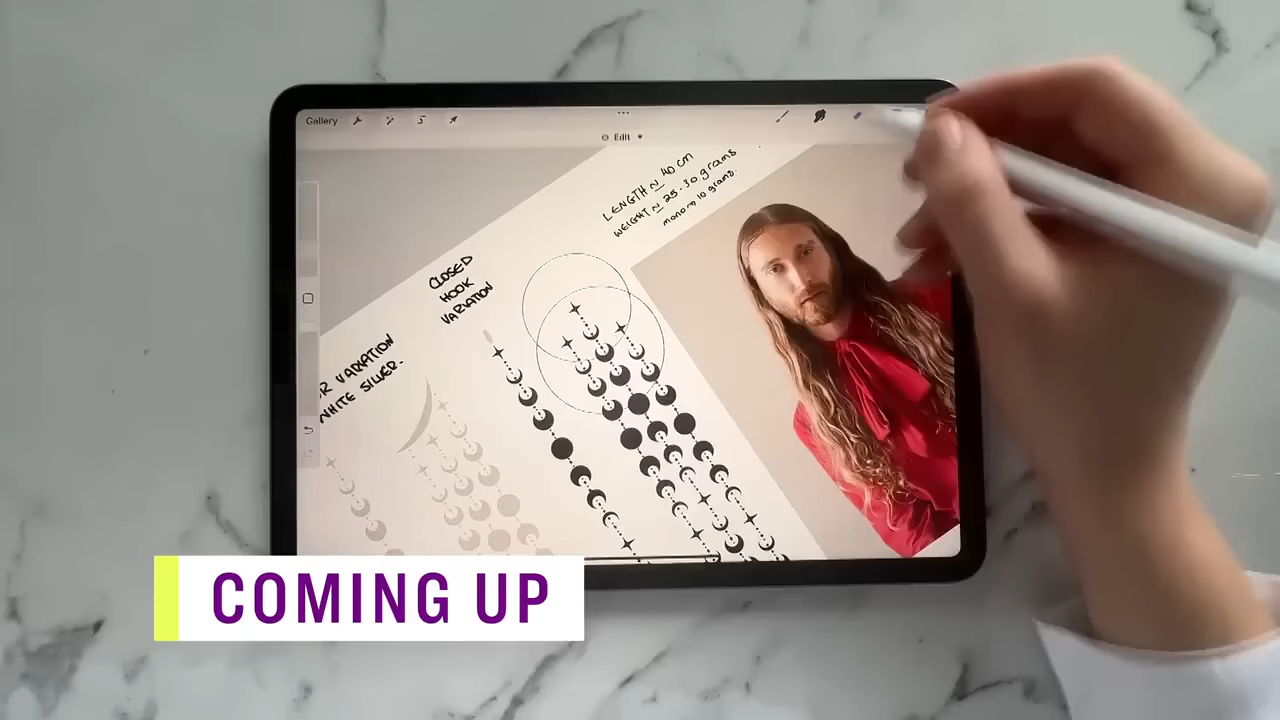 Gallery
Edit
LENGTH ~ 40 cm
WEIGHT ~ 25-30 grams
mono → 10 grams.
CLOSED
HOOK
VARIATION
R VARIATION
WHITE SILVER.
COMING UP